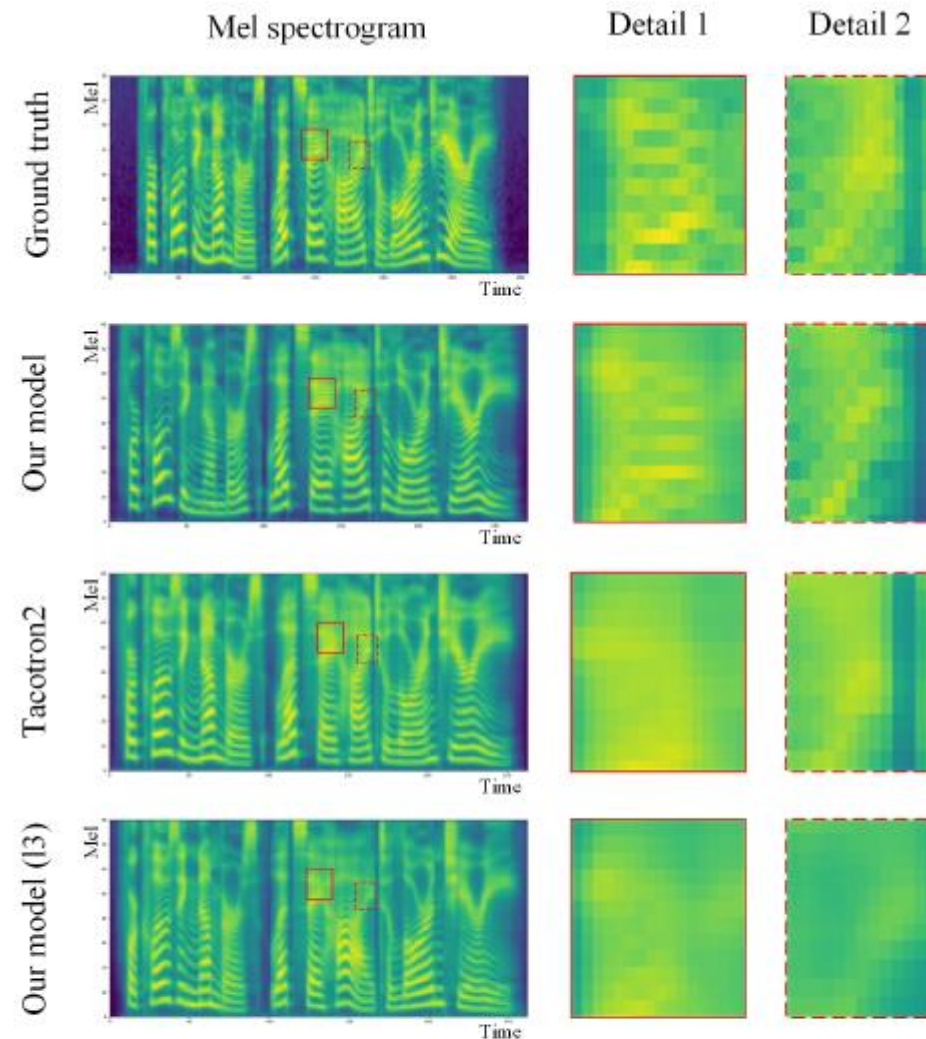 Mel spectrogram Detail 1 Detail 2
Ground truth
Mel
Time
Our model
Mel
Time
Tacotron2
Mel
Time
Our model (l3)
Mel
Time